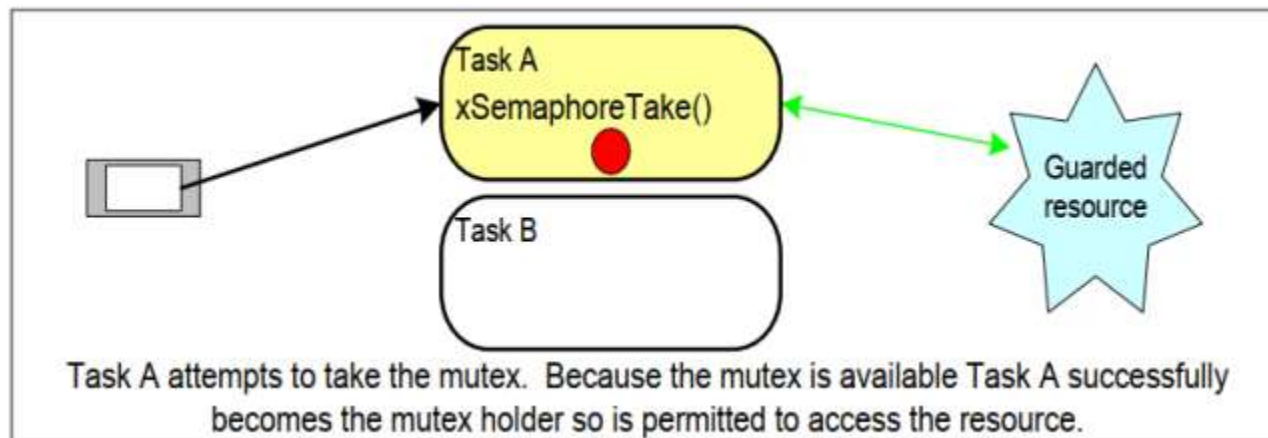 Task A
xSemaphoreTake()
Guarded
resource
Task B
Task A attempts to take the mutex.  Because the mutex is available Task A successfully
becomes the mutex holder so is permitted to access the resource.